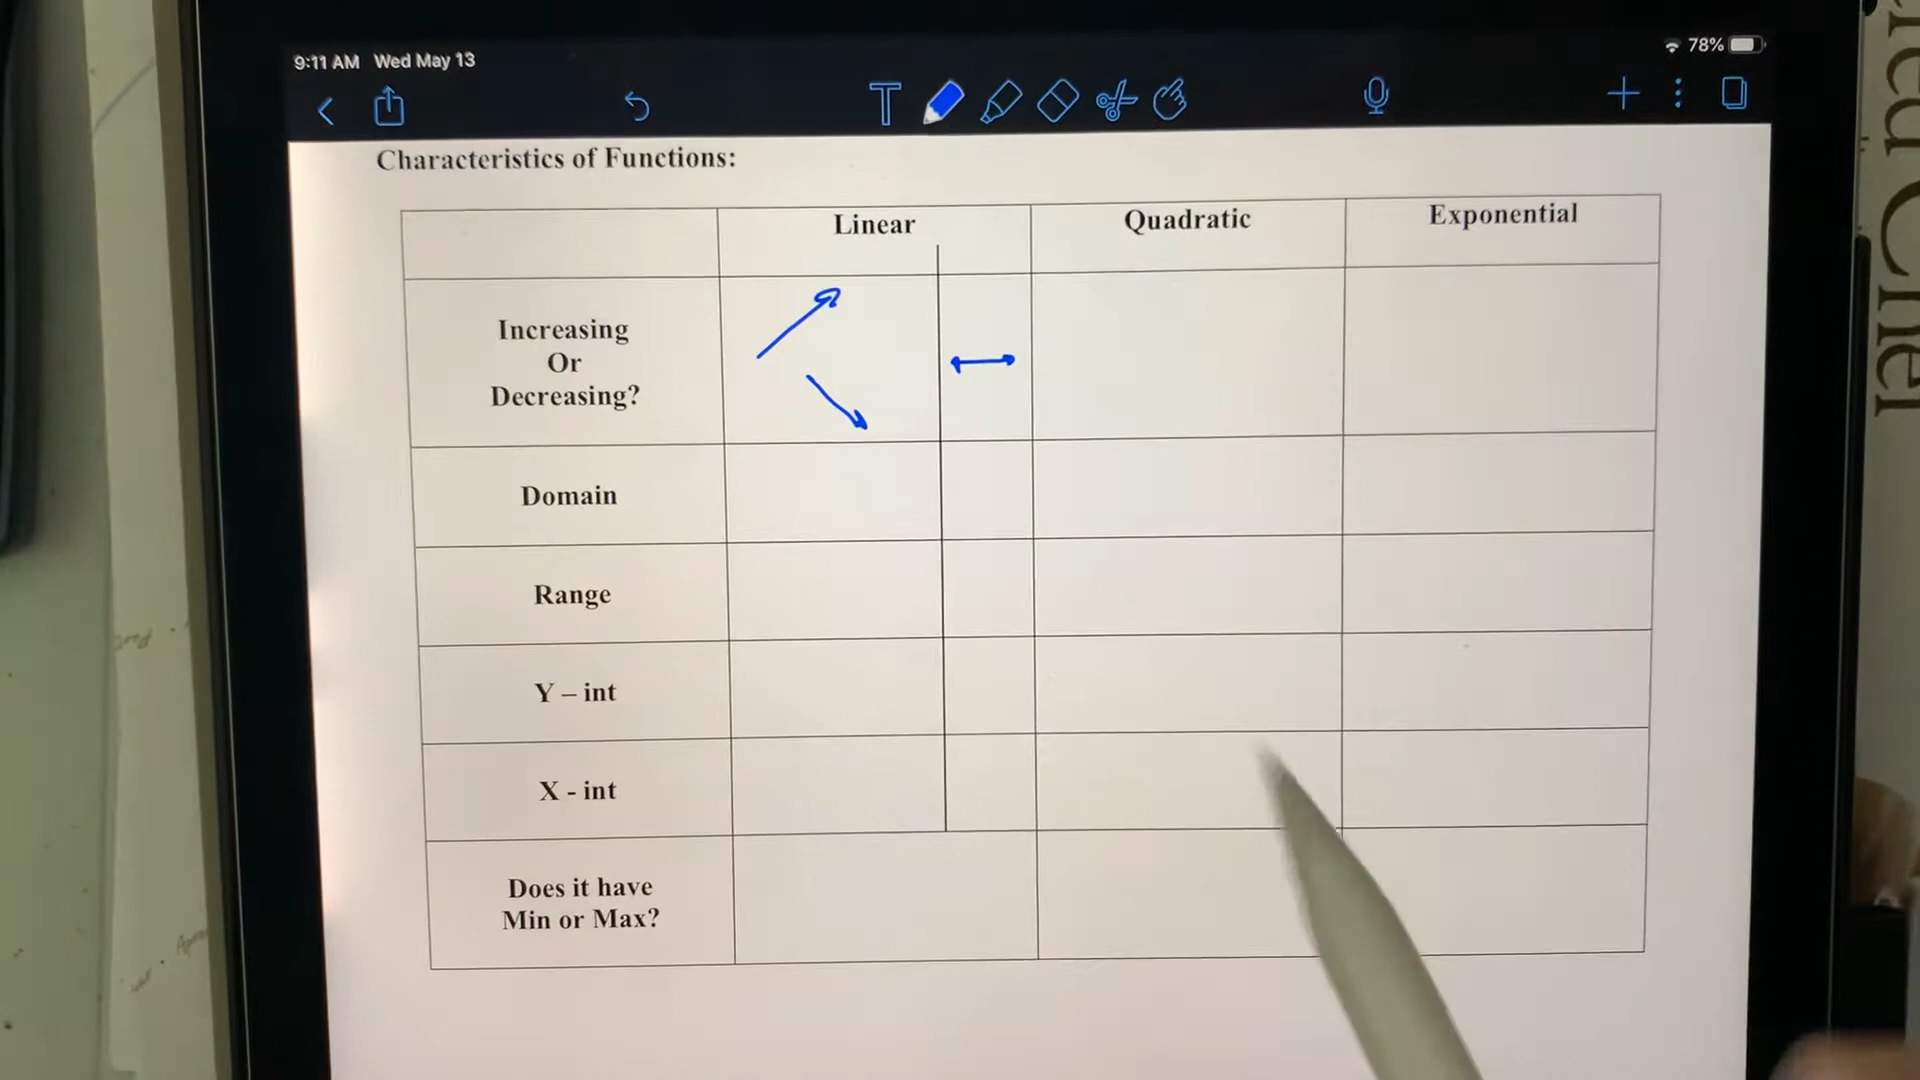 9:11 AM Wed May 13
78%
T
Characteristics of Functions:
Linear
Quadratic
Exponential
Increasing
Or
Decreasing?
Domain
Range
Y – int
X - int
Does it have
Min or Max?